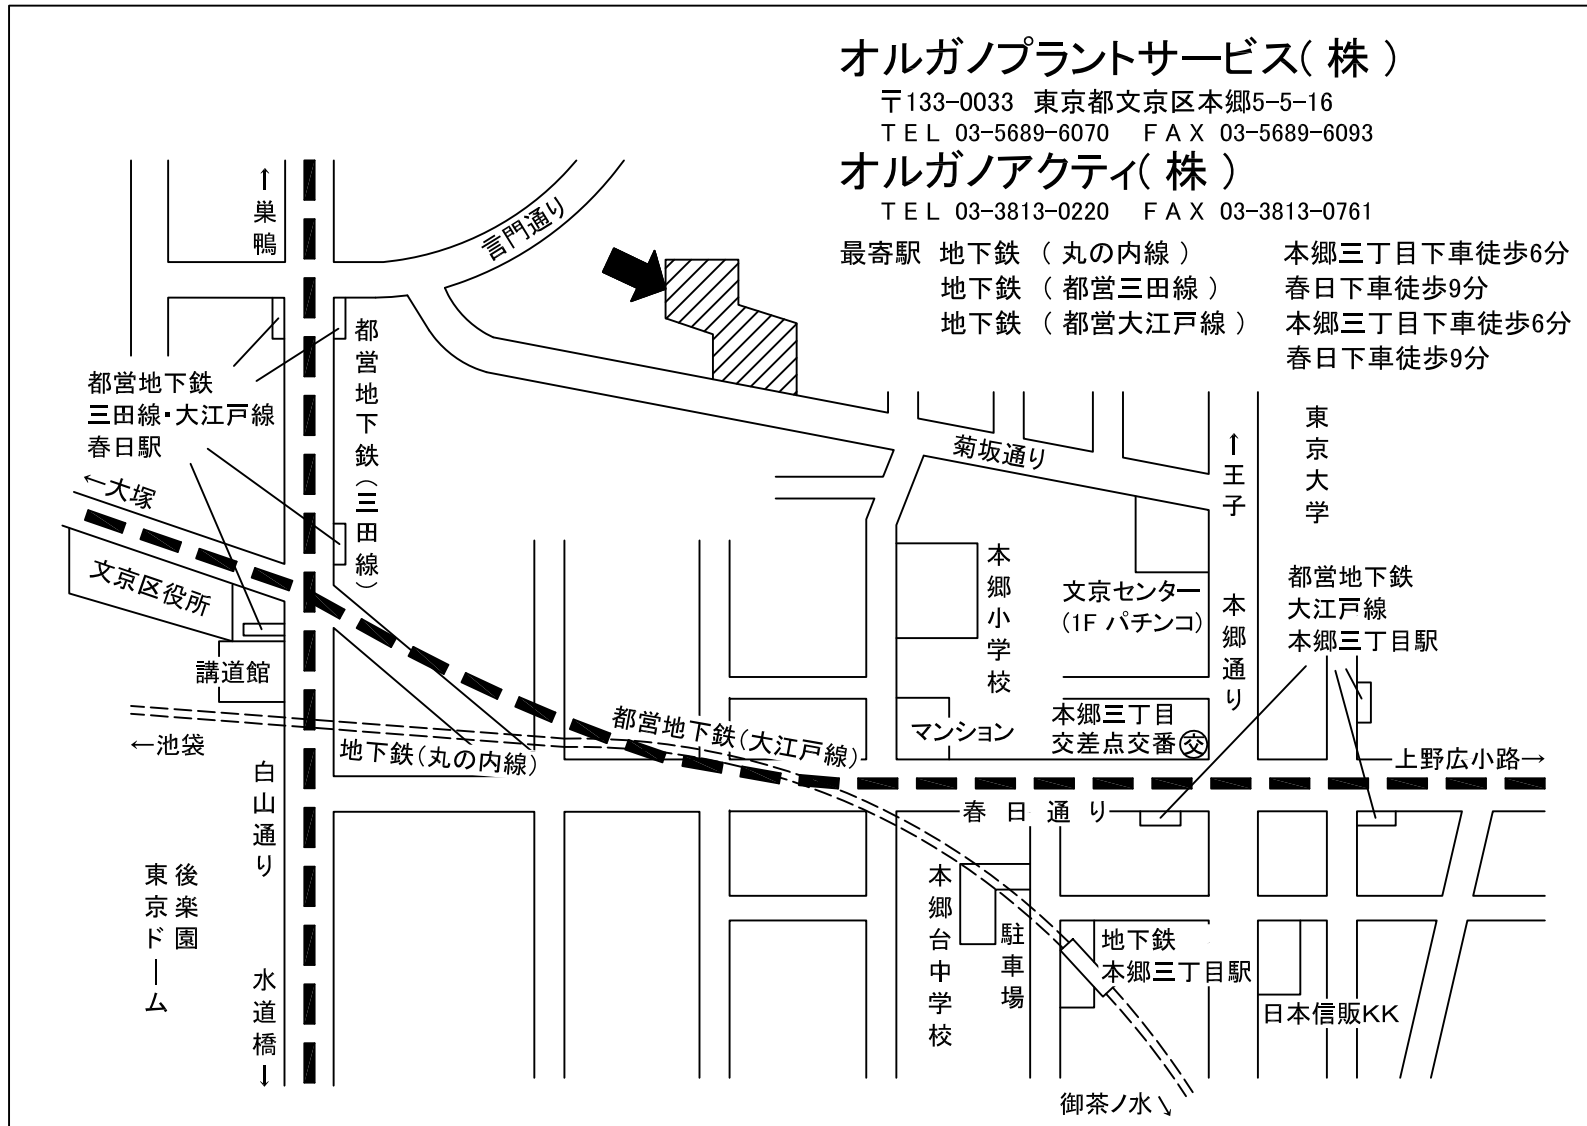 オルガノプラントサービス(株)
〒133-0033 東京都文京区本郷5-5-16
TEL 03-5689-6070 FAX 03-5689-6093
オルガノアクティ(株)
TEL 03-3813-0220 FAX 03-3813-0761
最寄駅 地下鉄 (丸の内線) 本郷三丁目下車徒歩6分
地下鉄 (都営三田線) 春日下車徒歩9分
地下鉄 (都営大江戸線) 本郷三丁目下車徒歩6分
春日下車徒歩9分
←巣鴨
言門通り
都営地下鉄(三田線)
都営地下鉄
三田線・大江戸線
春日駅
←大塚
文京区役所
講道館
←池袋
地下鉄(丸の内線)
都営地下鉄(大江戸線)
白山通り
後楽園
東京ドーム
水道橋→
菊坂通り
←王子
東京大学
本郷小学校
文京センター
(1F パチンコ)
本郷通り
都営地下鉄
大江戸線
本郷三丁目駅
マンション
本郷三丁目
交差点交番交
上野広小路→
春日通り
本郷台中学校
駐車場
地下鉄
本郷三丁目駅
日本信販KK
御茶ノ水↘